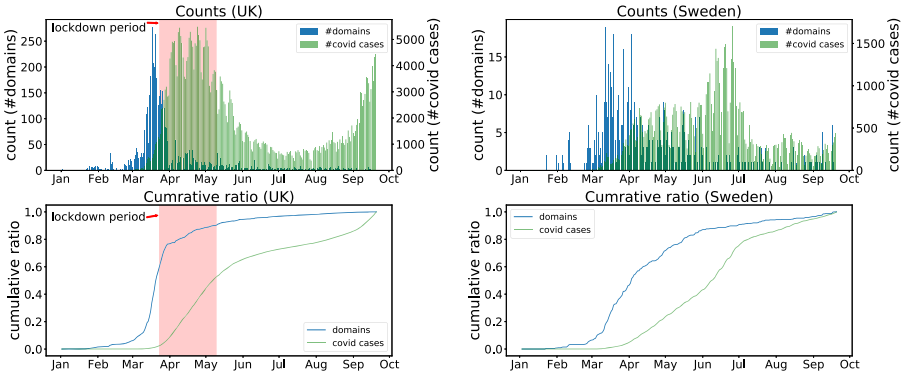 Counts (UK)
lockdown period
#domains
#covid cases
count (#domains)
count (#covid cases)
250
200
150
100
50
0
5000
4000
3000
2000
1000
0
Jan Feb Mar Apr May Jun Jul Aug Sep Oct
Counts (Sweden)
#domains
#covid cases
count (#domains)
count (#covid cases)
15
10
5
0
1500
1000
500
0
Jan Feb Mar Apr May Jun Jul Aug Sep Oct
Cumrative ratio (UK)
lockdown period
cumulative ratio
1.0
0.8
0.6
0.4
0.2
0.0
domains
covid cases
Jan Feb Mar Apr May Jun Jul Aug Sep Oct
Cumrative ratio (Sweden)
domains
covid cases
cumulative ratio
1.0
0.8
0.6
0.4
0.2
0.0
Jan Feb Mar Apr May Jun Jul Aug Sep Oct